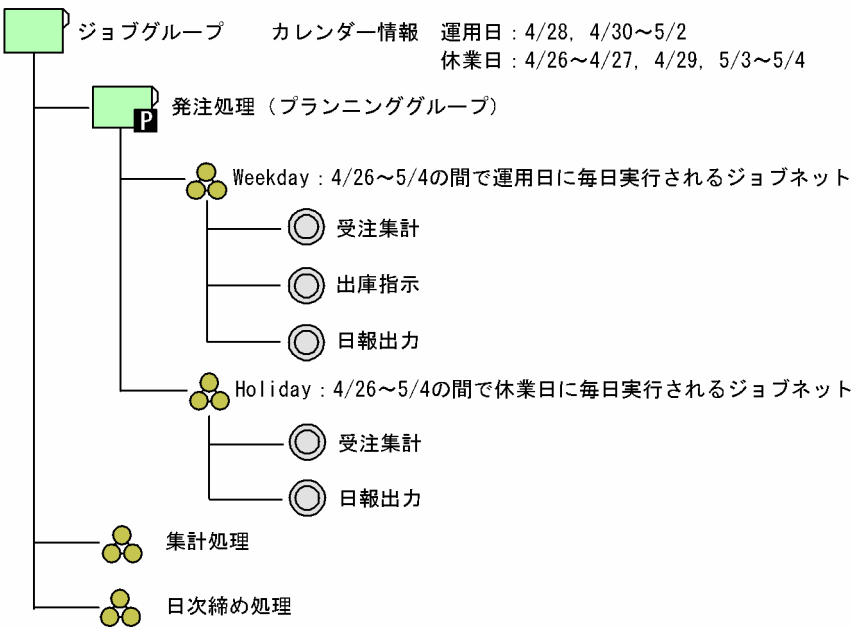 ジョブグループ　カレンダー情報　運用日：4/28, 4/30～5/2
休業日：4/26～4/27, 4/29, 5/3～5/4
発注処理（プランニンググループ）
P
Weekday：4/26～5/4の間で運用日に毎日実行されるジョブネット
受注集計
出庫指示
日報出力
Holiday：4/26～5/4の間で休業日に毎日実行されるジョブネット
受注集計
日報出力
集計処理
日次締め処理